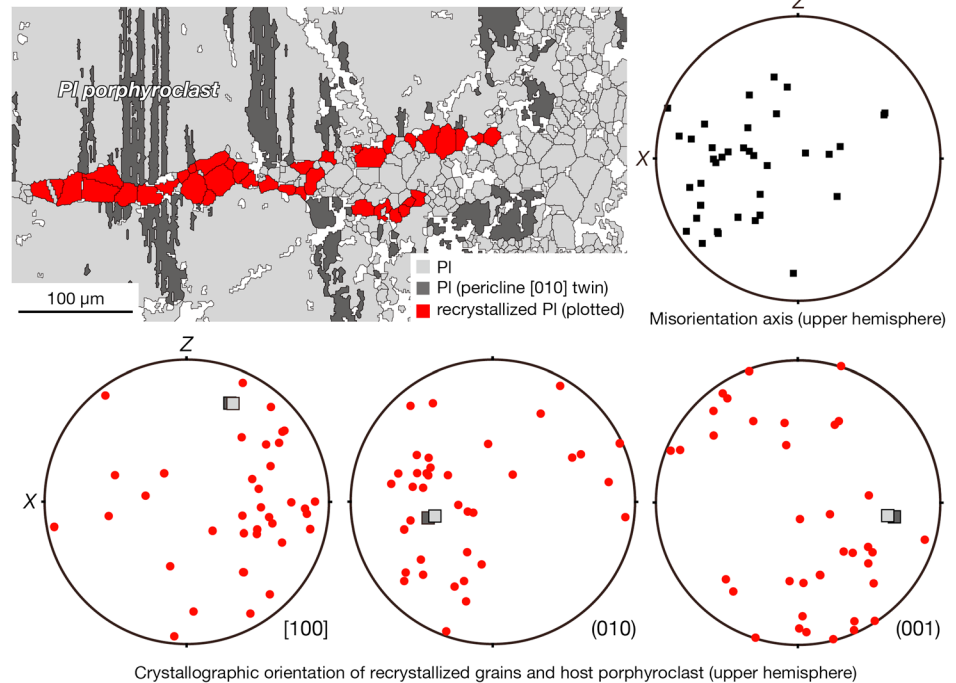 Z
Pl porphyroclast
X
Pl
Pl (pericline [010] twin)
recrystallized Pl (plotted)
100 µm
Misorientation axis (upper hemisphere)
Z
X
[100]
(010)
(001)
Crystallographic orientation of recrystallized grains and host porphyroclast (upper hemisphere)